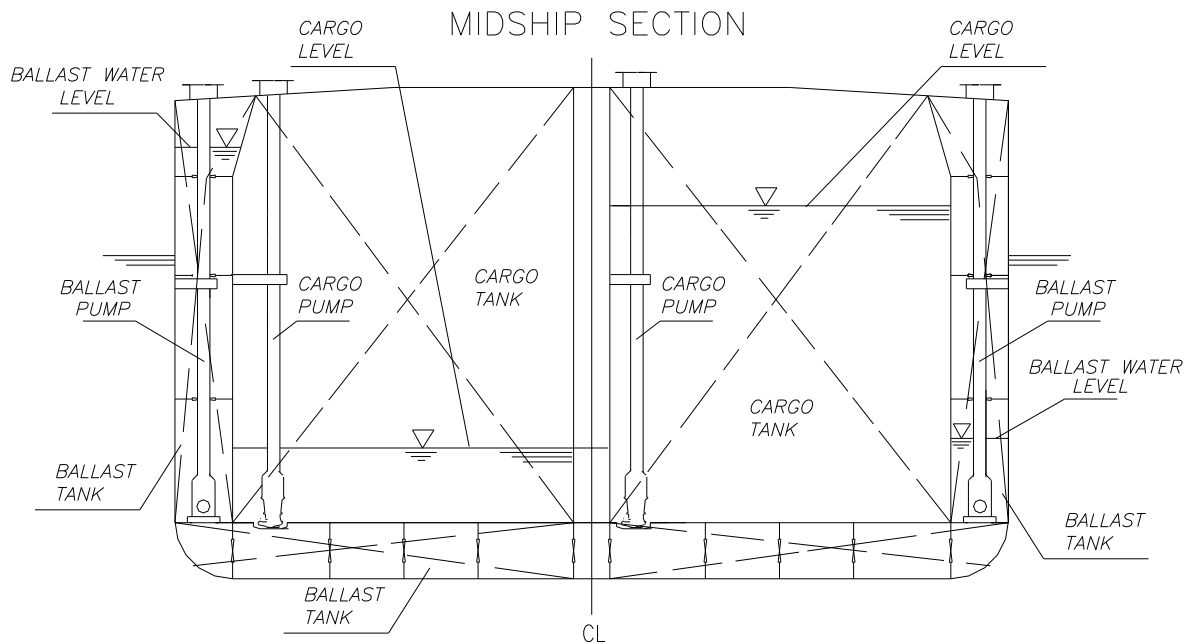 MIDSHIP SECTION
CARGO
LEVEL
CARGO
LEVEL
BALLAST WATER
LEVEL
BALLAST
PUMP
CARGO
PUMP
CARGO
TANK
CARGO
PUMP
BALLAST
PUMP
BALLAST WATER
LEVEL
CARGO
TANK
BALLAST
TANK
BALLAST
TANK
BALLAST
TANK
CL